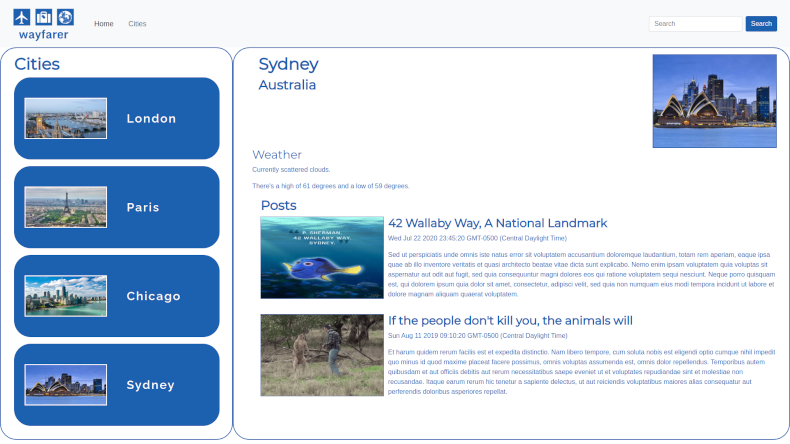 wayfarer
Home
Cities
Search
Search
Cities
London
Paris
Chicago
Sydney
Sydney
Australia
Weather
Currently scattered clouds.
There's a high of 61 degrees and a low of 59 degrees.
Posts
P. SHERMAN,
42 WALLABY WAY,
SYDNEY.
42 Wallaby Way, A National Landmark
Wed Jul 22 2020 23:45:20 GMT-0500 (Central Daylight Time)
Sed ut perspiciatis unde omnis iste natus error sit voluptatem accusantium doloremque laudantium, totam rem aperiam, eaque ipsa
quae ab illo inventore veritatis et quasi architecto beatae vitae dicta sunt explicabo. Nemo enim ipsam voluptatem quia voluptas sit
aspernatur aut odit aut fugit, sed quia consequuntur magni dolores eos qui ratione voluptatem sequi nesciunt. Neque porro quisquam
est, qui dolorem ipsum quia dolor sit amet, consectetur, adipisci velit, sed quia non numquam eius modi tempora incidunt ut labore et
dolore magnam aliquam quaerat voluptatem.
If the people don't kill you, the animals will
Sun Aug 11 2019 09:10:20 GMT-0500 (Central Daylight Time)
Et harum quidem rerum facilis est et expedita distinctio. Nam libero tempore, cum soluta nobis est eligendi optio cumque nihil impedit
quo minus id quod maxime placeat facere possimus, omnis voluptas assumenda est, omnis dolor repellendus. Temporibus autem
quibusdam et aut officiis debitis aut rerum necessitatibus saepe eveniet ut et voluptates repudiandae sint et molestiae non
recusandae. Itaque earum rerum hic tenetur a sapiente delectus, ut aut reiciendis voluptatibus maiores alias consequatur aut
perferendis doloribus asperiores repellat.